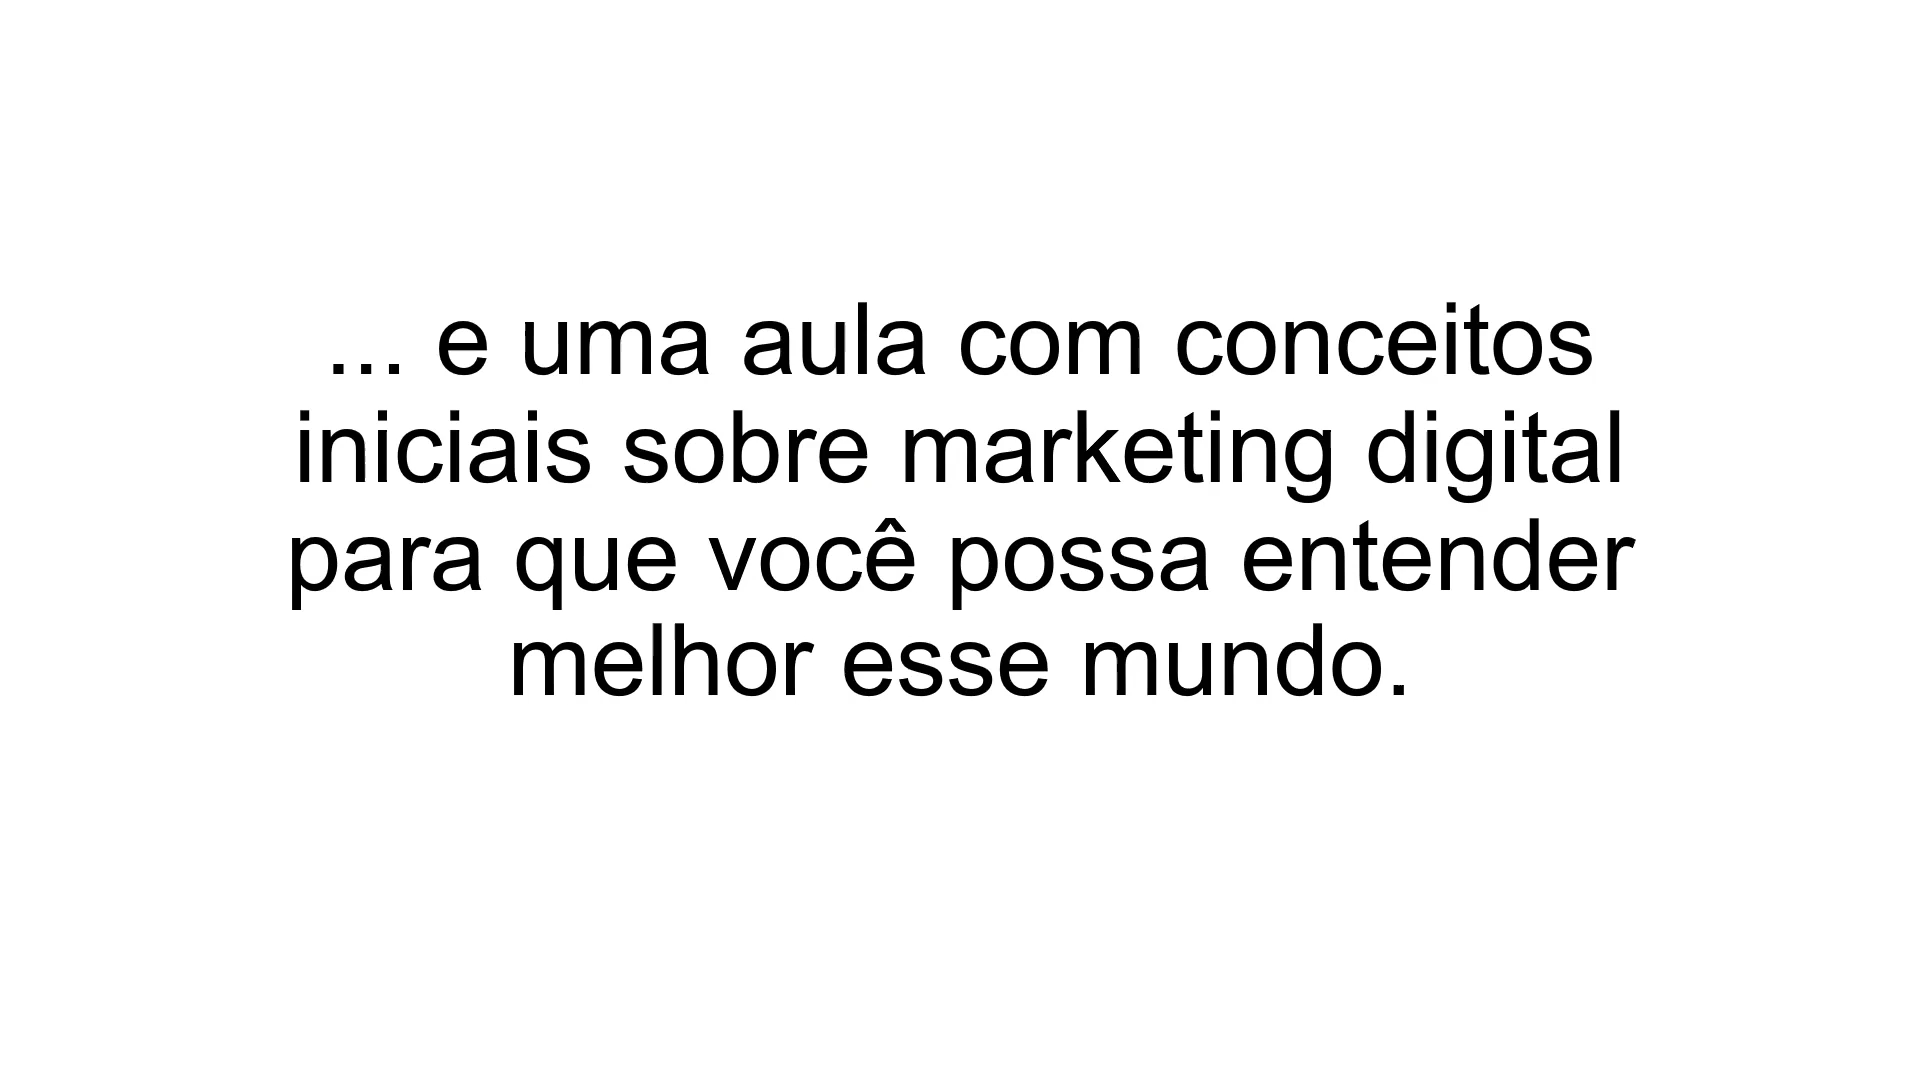 ... e uma aula com conceitos
iniciais sobre marketing digital
para que você possa entender
melhor esse mundo.